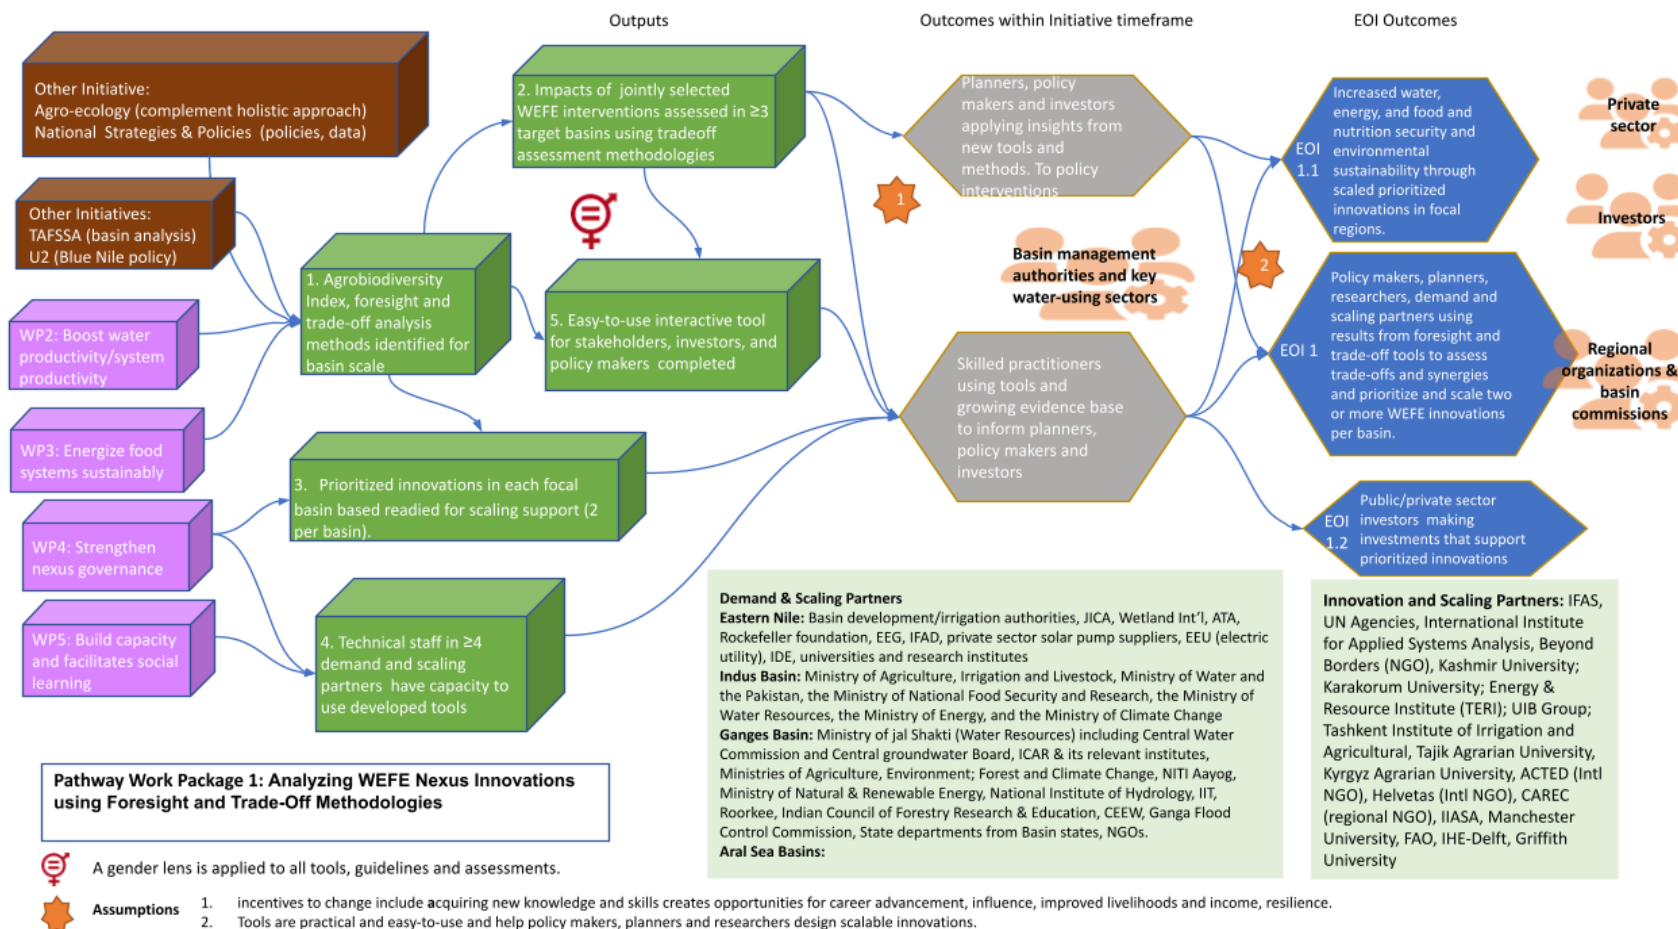 Outputs
Outcomes within Initiative timeframe
EOI Outcomes
Other Initiative:
Agro-ecology (complement holistic approach)
National Strategies & Policies (policies, data)
Other Initiatives:
TAFSSA (basin analysis)
U2 (Blue Nile policy)
WP2: Boost water
productivity/system
productivity
WP3: Energize food
systems sustainably
WP4: Strengthen
nexus governance
WP5: Build capacity
and facilitates social
learning
1. Agrobiodiversity
Index, foresight and
trade-off analysis
methods identified for
basin scale
2. Impacts of jointly selected
WEFE interventions assessed in ≥3
target basins using tradeoff
assessment methodologies
5. Easy-to-use interactive tool
for stakeholders, investors, and
policy makers completed
3. Prioritized innovations in each focal
basin based readied for scaling support (2
per basin).
4. Technical staff in ≥4
demand and scaling
partners have capacity to
use developed tools
Planners, policy
makers and investors
applying insights from
new tools and
methods. To policy
interventions
1
Basin management
authorities and key
water-using sectors
2
Skilled practitioners
using tools and
growing evidence base
to inform planners,
policy makers and
investors
EOI
1.1
Increased water,
energy, and food and
nutrition security and
environmental
sustainability through
scaled prioritized
innovations in focal
regions.
EOI 1
Policy makers, planners,
researchers, demand and
scaling partners using
results from foresight and
trade-off tools to assess
trade-offs and synergies
and prioritize and scale two
or more WEFE innovations
per basin.
EOI
1.2
Public/private sector
investors making
investments that support
prioritized innovations
Private
sector
Investors
Regional
organizations &
basin
commissions
Demand & Scaling Partners
Eastern Nile: Basin development/irrigation authorities, JICA, Wetland Int'l, ATA,
Rockefeller foundation, EEG, IFAD, private sector solar pump suppliers, EEU (electric
utility), IDE, universities and research institutes
Indus Basin: Ministry of Agriculture, Irrigation and Livestock, Ministry of Water and
the Pakistan, the Ministry of National Food Security and Research, the Ministry of
Water Resources, the Ministry of Energy, and the Ministry of Climate Change
Ganges Basin: Ministry of jal Shakti (Water Resources) including Central Water
Commission and Central groundwater Board, ICAR & its relevant institutes,
Ministries of Agriculture, Environment; Forest and Climate Change, NITI Aayog,
Ministry of Natural & Renewable Energy, National Institute of Hydrology, IIT,
Roorkee, Indian Council of Forestry Research & Education, CEEW, Ganga Flood
Control Commission, State departments from Basin states, NGOs.
Aral Sea Basins:
Innovation and Scaling Partners: IFAS,
UN Agencies, International Institute
for Applied Systems Analysis, Beyond
Borders (NGO), Kashmir University;
Karakorum University; Energy &
Resource Institute (TERI); UIB Group;
Tashkent Institute of Irrigation and
Agricultural, Tajik Agrarian University,
Kyrgyz Agrarian University, ACTED (Intl
NGO), Helvetas (Intl NGO), CAREC
(regional NGO), IIASA, Manchester
University, FAO, IHE-Delft, Griffith
University
Pathway Work Package 1: Analyzing WEFE Nexus Innovations
using Foresight and Trade-Off Methodologies
A gender lens is applied to all tools, guidelines and assessments.
Assumptions
1. incentives to change include acquiring new knowledge and skills creates opportunities for career advancement, influence, improved livelihoods and income, resilience.
2. Tools are practical and easy-to-use and help policy makers, planners and researchers design scalable innovations.